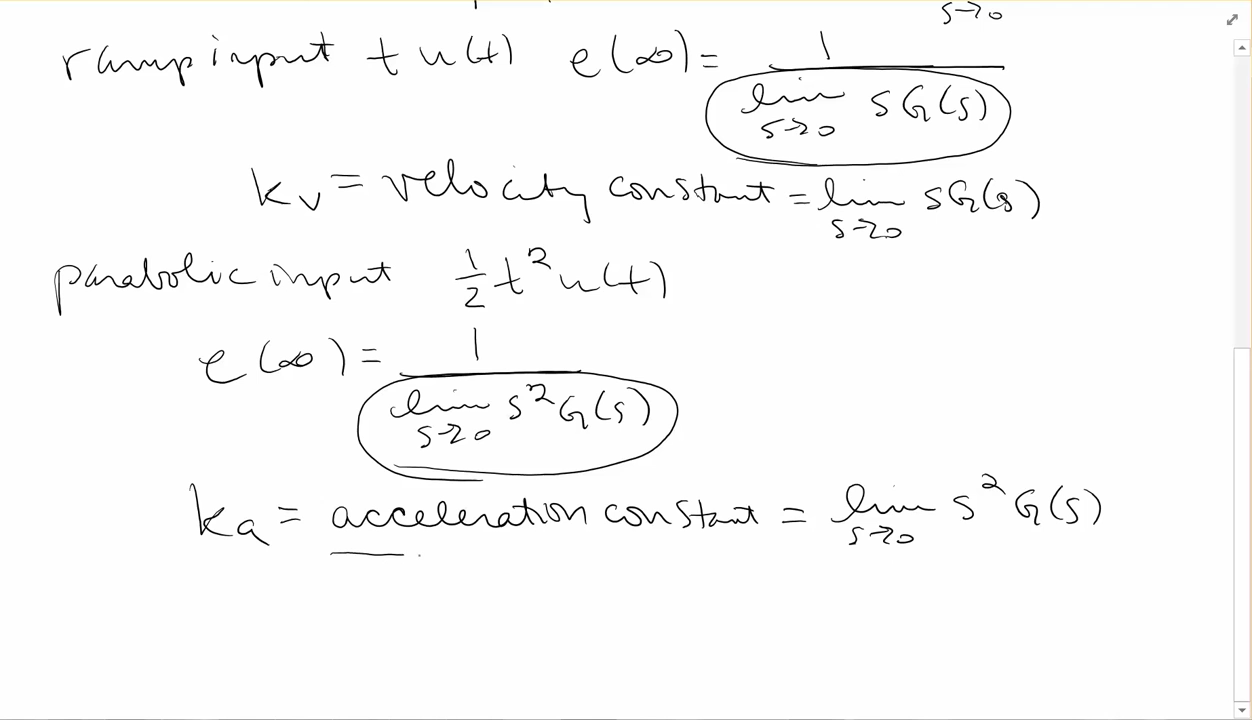 s→0
ramp input t u(t) e(∞) = 1 / lim s→0 sG(s)
kv = velocity constant = lim s→0 sG(s)
parabolic input 1/2 t² u(t)
e(∞) = 1 / lim s→0 s²G(s)
ka = acceleration constant = lim s→0 s²G(s)